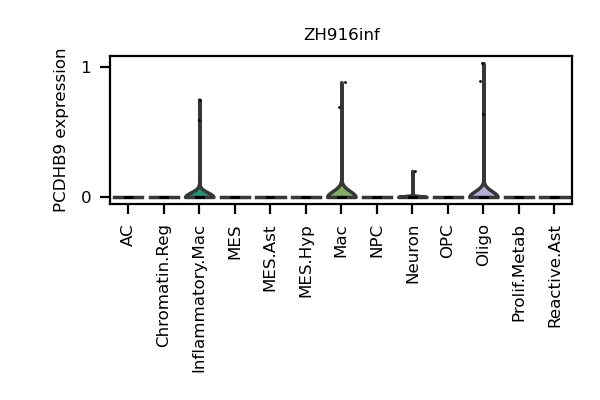 ZH916inf
PCDHB9 expression
1
0
AC
Chromatin.Reg
Inflammatory.Mac
MES
MES.Ast
MES.Hyp
Mac
NPC
Neuron
OPC
Oligo
Prolif.Metab
Reactive.Ast